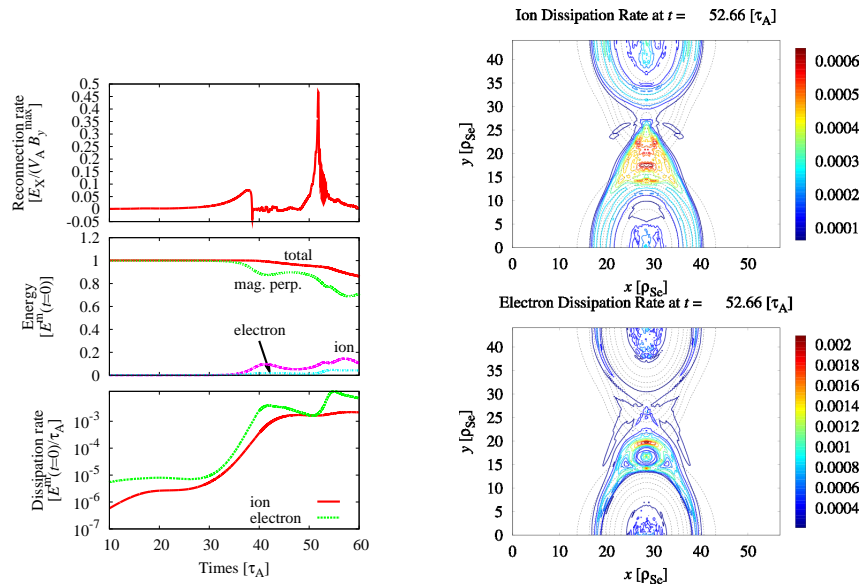 Reconnection rate
[E_X/(V_A B_y^max]
0.5
0.45
0.4
0.35
0.3
0.25
0.2
0.15
0.1
0.05
0
-0.05
Energy
[E^m(t=0)]
1.2
1
0.8
0.6
0.4
0.2
0
total
mag. perp.
electron
ion
Dissipation rate
[E^m(t=0)/τ_A]
10^-3
10^-4
10^-5
10^-6
10^-7
ion
electron
10 20 30 40 50 60
Times [τ_A]
Ion Dissipation Rate at t = 52.66 [τ_A]
y [ρ_Se]
40
35
30
25
20
15
10
5
0
0 10 20 30 40 50
x [ρ_Se]
0.0006
0.0005
0.0004
0.0003
0.0002
0.0001
Electron Dissipation Rate at t = 52.66 [τ_A]
y [ρ_Se]
40
35
30
25
20
15
10
5
0
0 10 20 30 40 50
x [ρ_Se]
0.002
0.0018
0.0016
0.0014
0.0012
0.001
0.0008
0.0006
0.0004